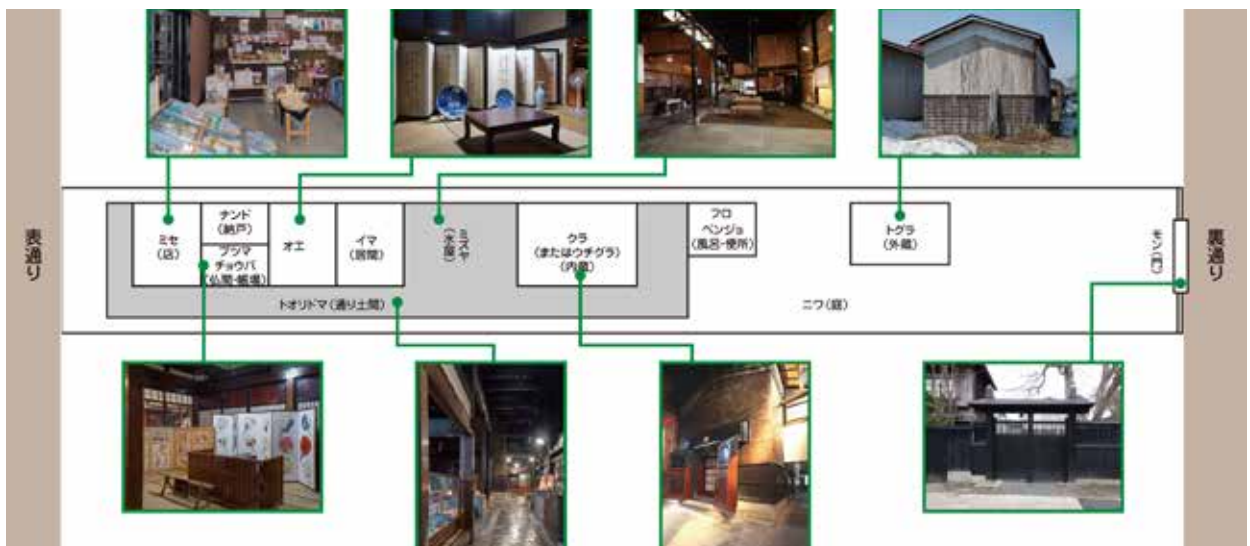 表通り
ミセ
(店)
ナンド
(納戸)
ブツマ
チョウバ
(仏間・帳場)
オエ
イマ
(居間)
ミズヤ
(水屋)
クラ
(またはウチグラ)
(内蔵)
フロ
ベンジョ
(風呂・便所)
トグラ
(外蔵)
モン(門)
トオリドマ(通り土間)
ニワ(庭)
裏通り